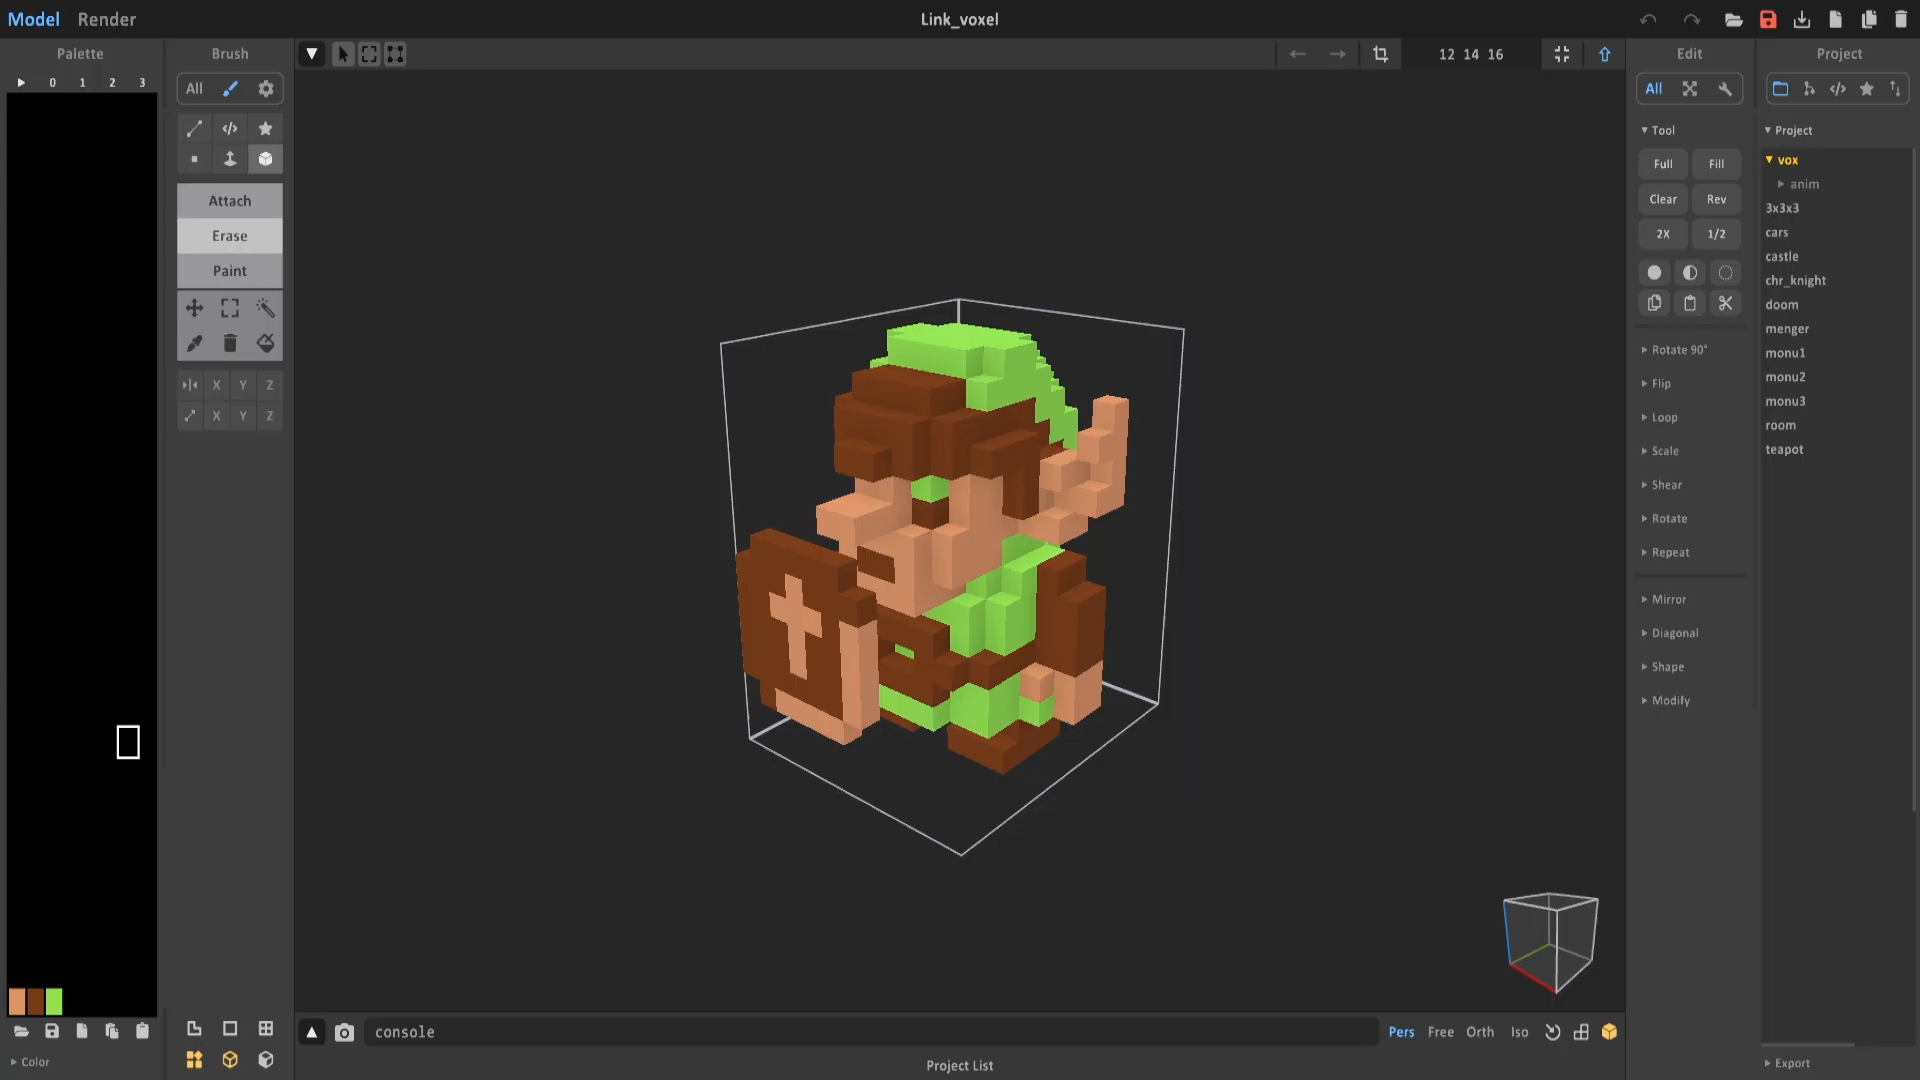 Model Render
Link_voxel
Palette
0 1 2 3
Color
Brush
All
Attach
Erase
Paint
X Y Z
X Y Z
12 14 16
console
Pers Free Orth Iso
Project List
Edit
All
Tool
Full Fill
Clear Rev
2X 1/2
Rotate 90°
Flip
Loop
Scale
Shear
Rotate
Repeat
Mirror
Diagonal
Shape
Modify
Project
Project
vox
anim
3x3x3
cars
castle
chr_knight
doom
menger
monu1
monu2
monu3
room
teapot
Export